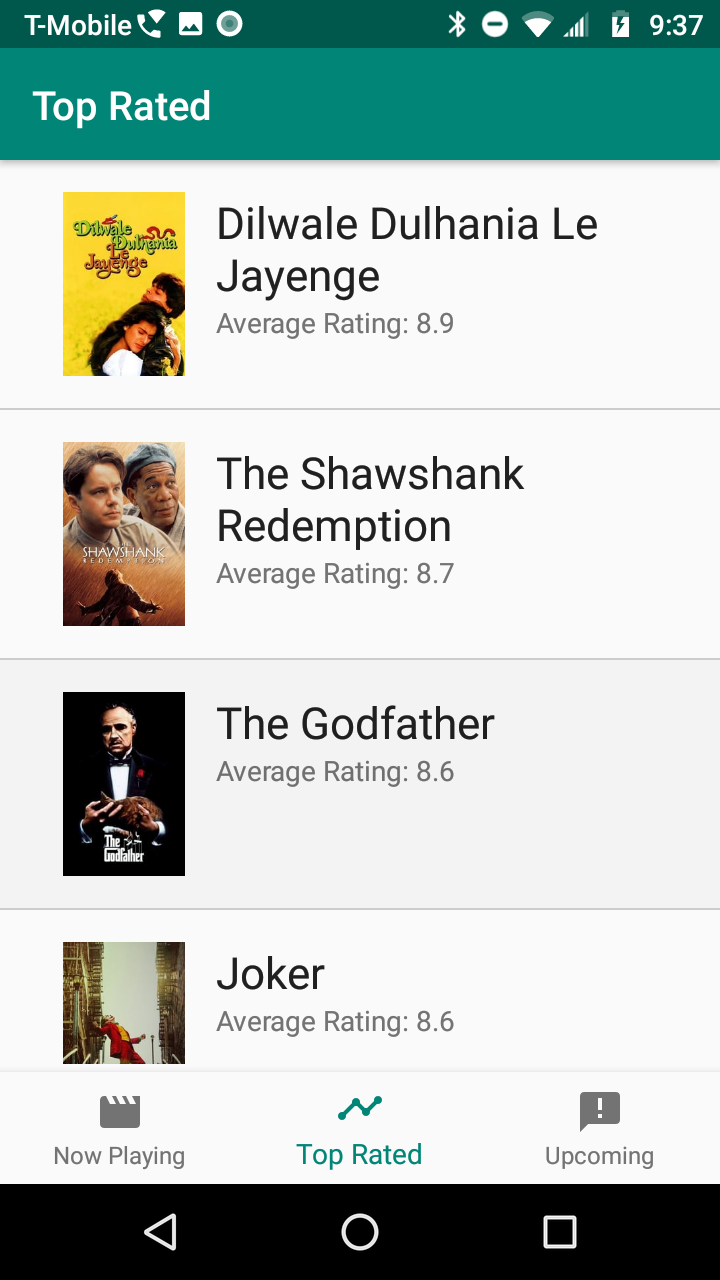 T-Mobile 9:37
Top Rated
Dilwale
Dulhania
Le
Jayenge
Dilwale Dulhania Le
Jayenge
Average Rating: 8.9
THE
SHAWSHANK
REDEMPTION
The Shawshank
Redemption
Average Rating: 8.7
The
Godfather
The Godfather
Average Rating: 8.6
Joker
Average Rating: 8.6
Now Playing
Top Rated
Upcoming